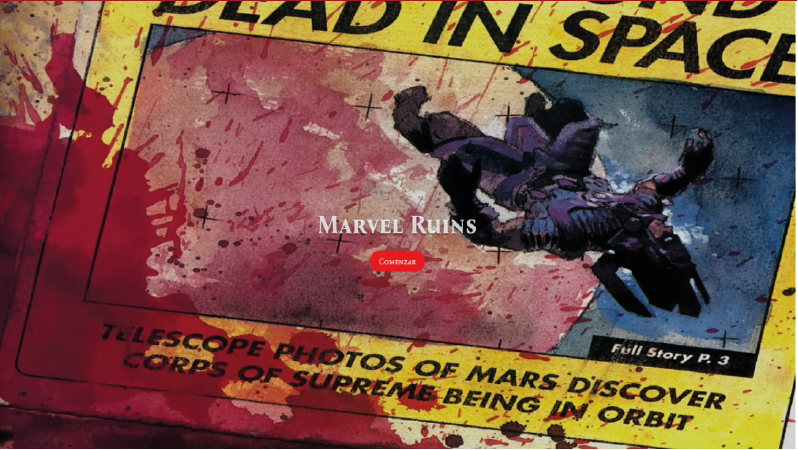 DEAD IN SPACE
Marvel Ruins
Comenzar
Full Story P. 3
TELESCOPE PHOTOS OF MARS DISCOVER
CORPS OF SUPREME BEING IN ORBIT